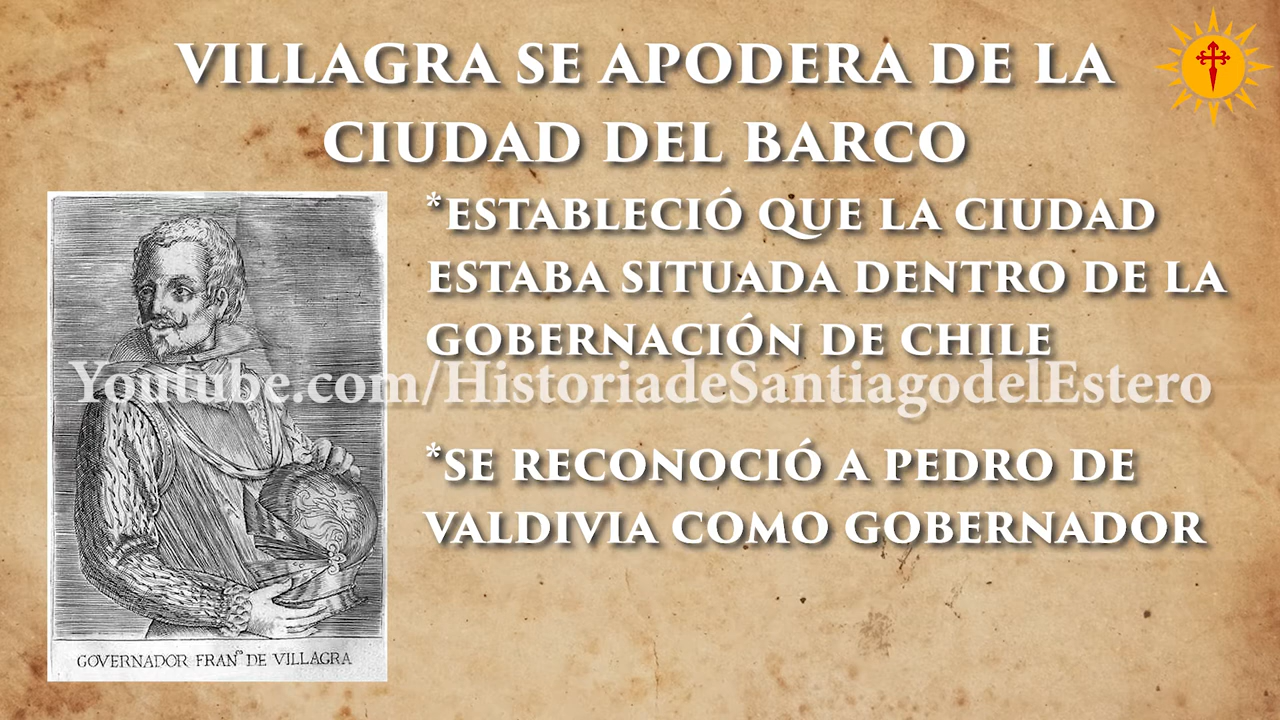 VILLAGRA SE APODERA DE LA
CIUDAD DEL BARCO
*ESTABLECIÓ QUE LA CIUDAD
ESTABA SITUADA DENTRO DE LA
GOBERNACIÓN DE CHILE
Youtube.com/HistoriadeSantiagodelEstero
*SE RECONOCIÓ A PEDRO DE
VALDIVIA COMO GOBERNADOR
GOVERNADOR FRANº DE VILLAGRA